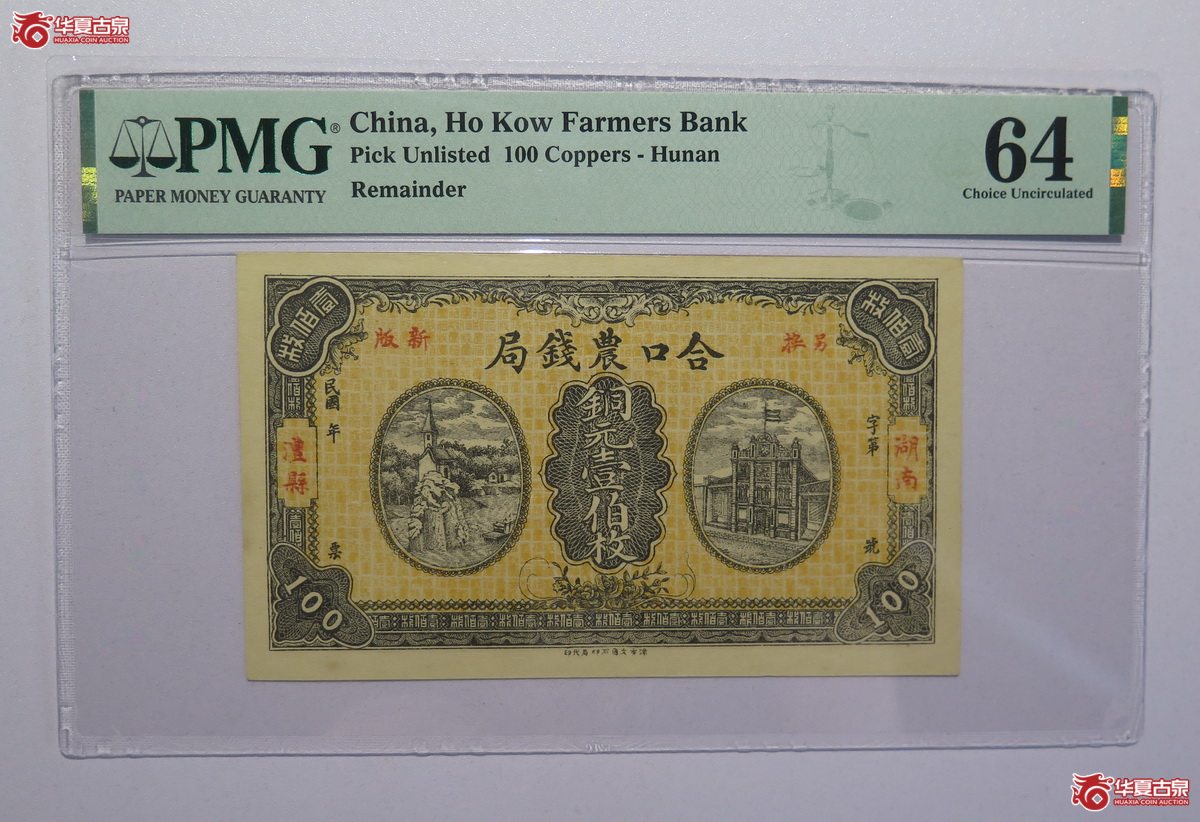 华夏古泉
HUAXIA COIN AUCTION
PMG®
PAPER MONEY GUARANTY
China, Ho Kow Farmers Bank
Pick Unlisted 100 Coppers - Hunan
Remainder
64
Choice Uncirculated
壹佰枚
壹佰枚
另换
新版
合口農錢局
湖南
字第
號
銅元壹佰枚
民國 年
票
澧縣
100
100
华夏古泉
HUAXIA COIN AUCTION